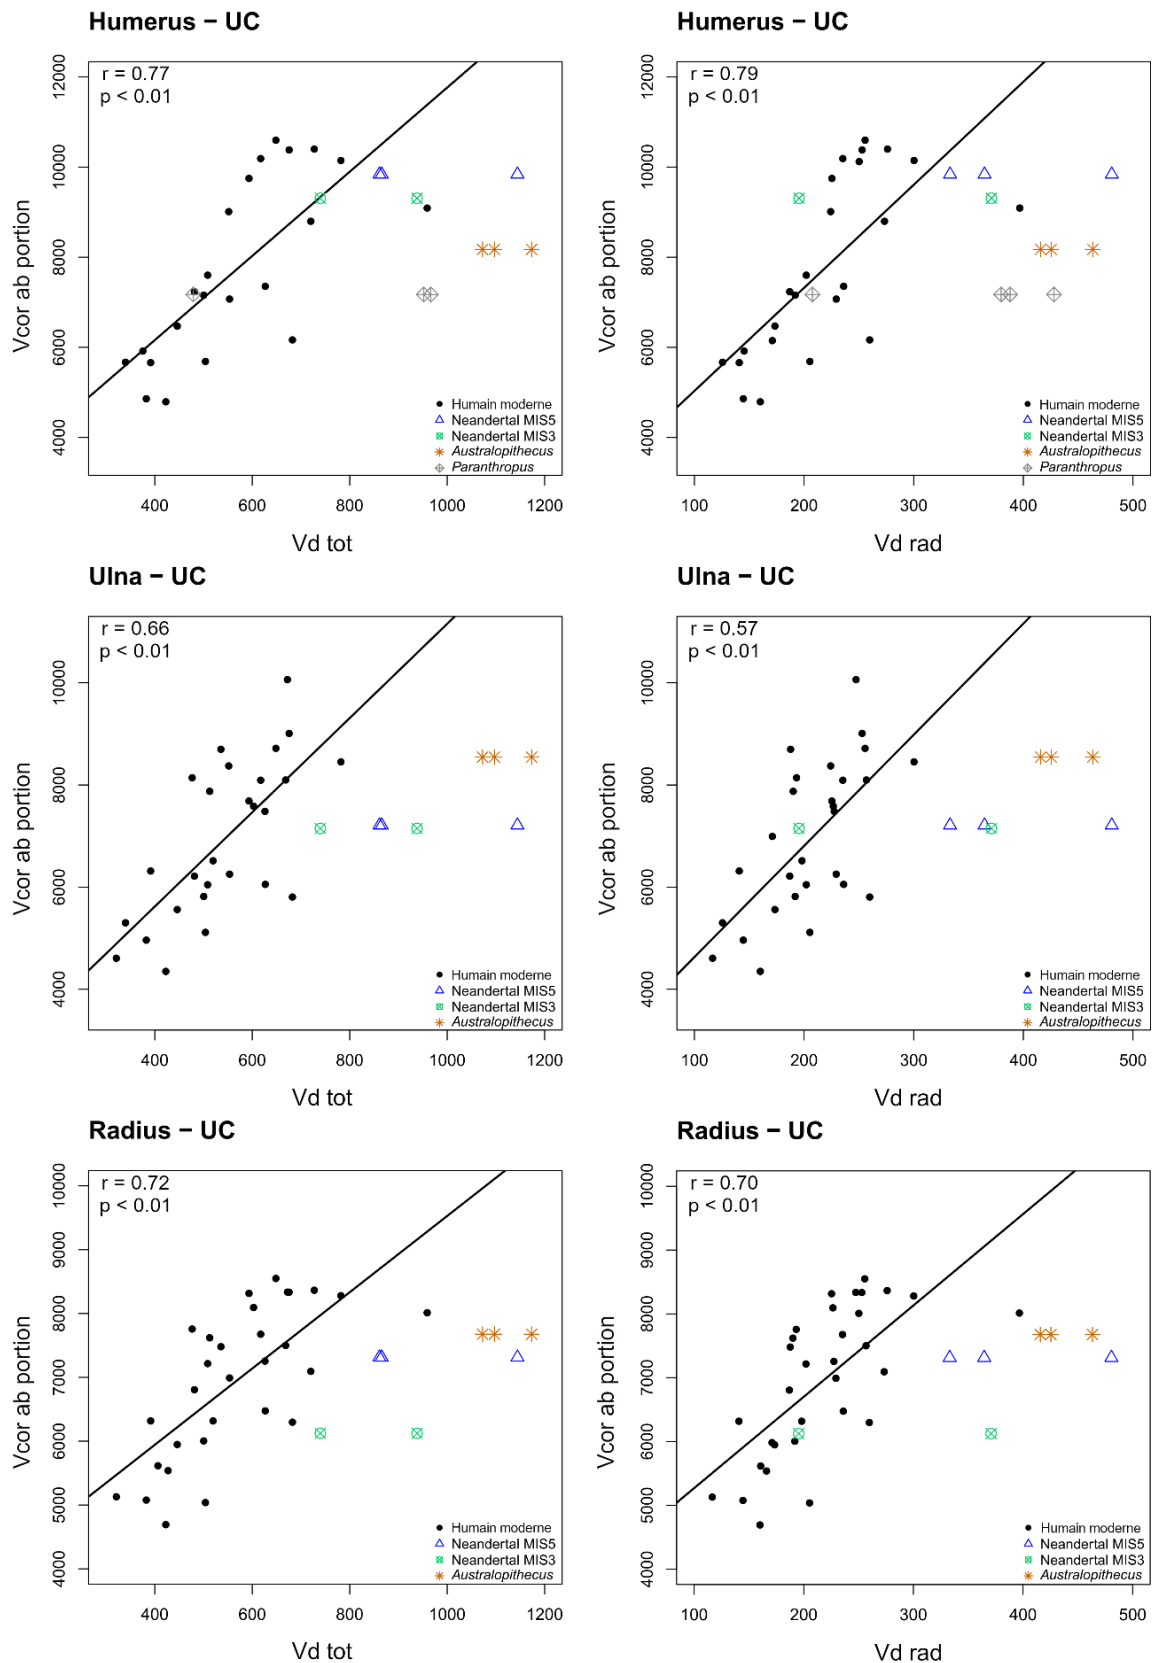 Humerus − UC
r = 0.77
p < 0.01
Vcor ab portion
12000
10000
8000
6000
4000
Humain moderne
Neandertal MIS5
Neandertal MIS3
Australopithecus
Paranthropus
400 600 800 1000 1200
Vd tot
Humerus − UC
r = 0.79
p < 0.01
Vcor ab portion
12000
10000
8000
6000
4000
Humain moderne
Neandertal MIS5
Neandertal MIS3
Australopithecus
Paranthropus
100 200 300 400 500
Vd rad
Ulna − UC
r = 0.66
p < 0.01
Vcor ab portion
10000
8000
6000
4000
Humain moderne
Neandertal MIS5
Neandertal MIS3
Australopithecus
400 600 800 1000 1200
Vd tot
Ulna − UC
r = 0.57
p < 0.01
Vcor ab portion
10000
8000
6000
4000
Humain moderne
Neandertal MIS5
Neandertal MIS3
Australopithecus
100 200 300 400 500
Vd rad
Radius − UC
r = 0.72
p < 0.01
Vcor ab portion
10000
9000
8000
7000
6000
5000
4000
Humain moderne
Neandertal MIS5
Neandertal MIS3
Australopithecus
400 600 800 1000 1200
Vd tot
Radius − UC
r = 0.70
p < 0.01
Vcor ab portion
10000
9000
8000
7000
6000
5000
4000
Humain moderne
Neandertal MIS5
Neandertal MIS3
Australopithecus
100 200 300 400 500
Vd rad